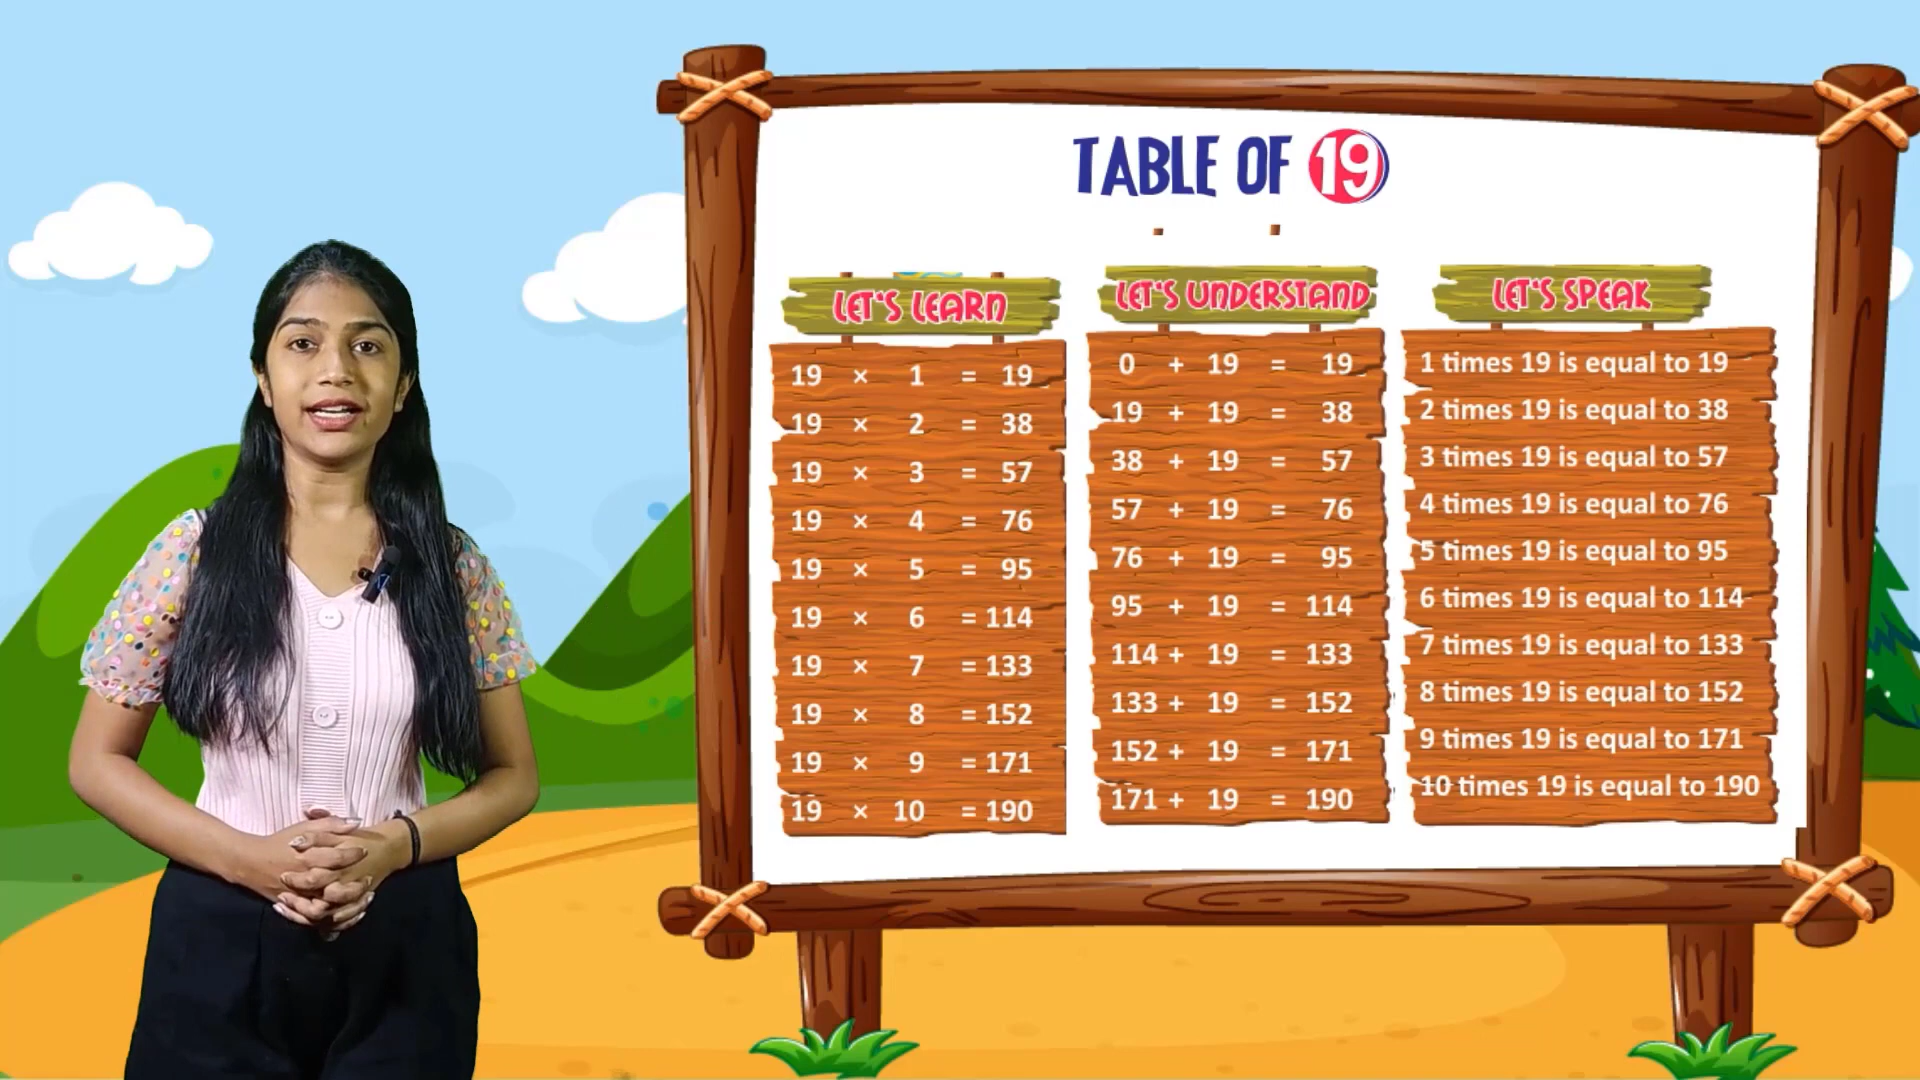 TABLE OF 19
LET'S LEARN
19 × 1 = 19
19 × 2 = 38
19 × 3 = 57
19 × 4 = 76
19 × 5 = 95
19 × 6 = 114
19 × 7 = 133
19 × 8 = 152
19 × 9 = 171
19 × 10 = 190
LET'S UNDERSTAND
0 + 19 = 19
19 + 19 = 38
38 + 19 = 57
57 + 19 = 76
76 + 19 = 95
95 + 19 = 114
114 + 19 = 133
133 + 19 = 152
152 + 19 = 171
171 + 19 = 190
LET'S SPEAK
1 times 19 is equal to 19
2 times 19 is equal to 38
3 times 19 is equal to 57
4 times 19 is equal to 76
5 times 19 is equal to 95
6 times 19 is equal to 114
7 times 19 is equal to 133
8 times 19 is equal to 152
9 times 19 is equal to 171
10 times 19 is equal to 190